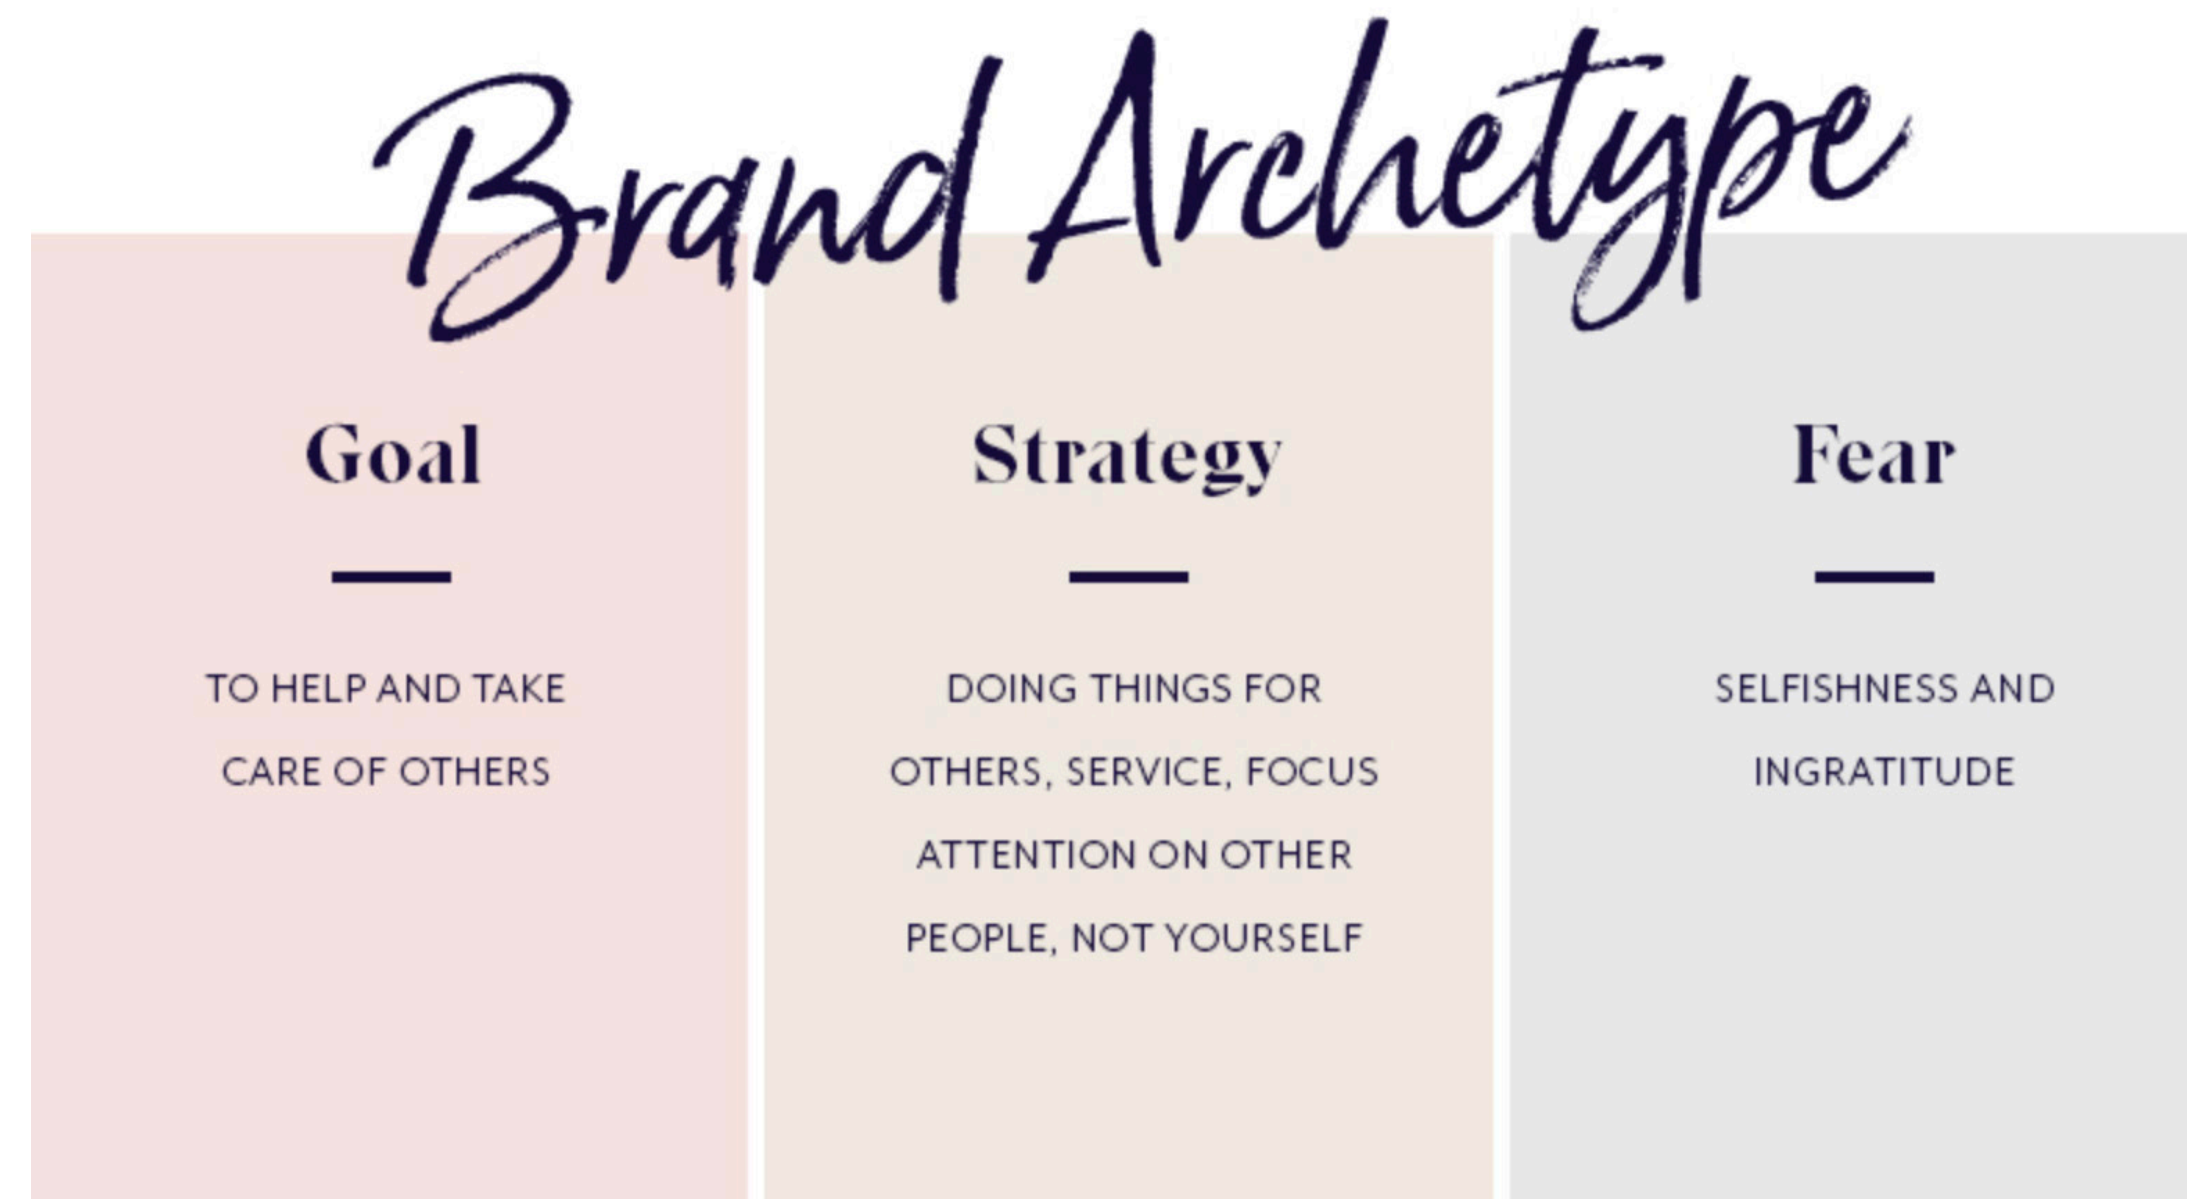 Brand Archetype
Goal
TO HELP AND TAKE
CARE OF OTHERS
Strategy
DOING THINGS FOR
OTHERS, SERVICE, FOCUS
ATTENTION ON OTHER
PEOPLE, NOT YOURSELF
Fear
SELFISHNESS AND
INGRATITUDE